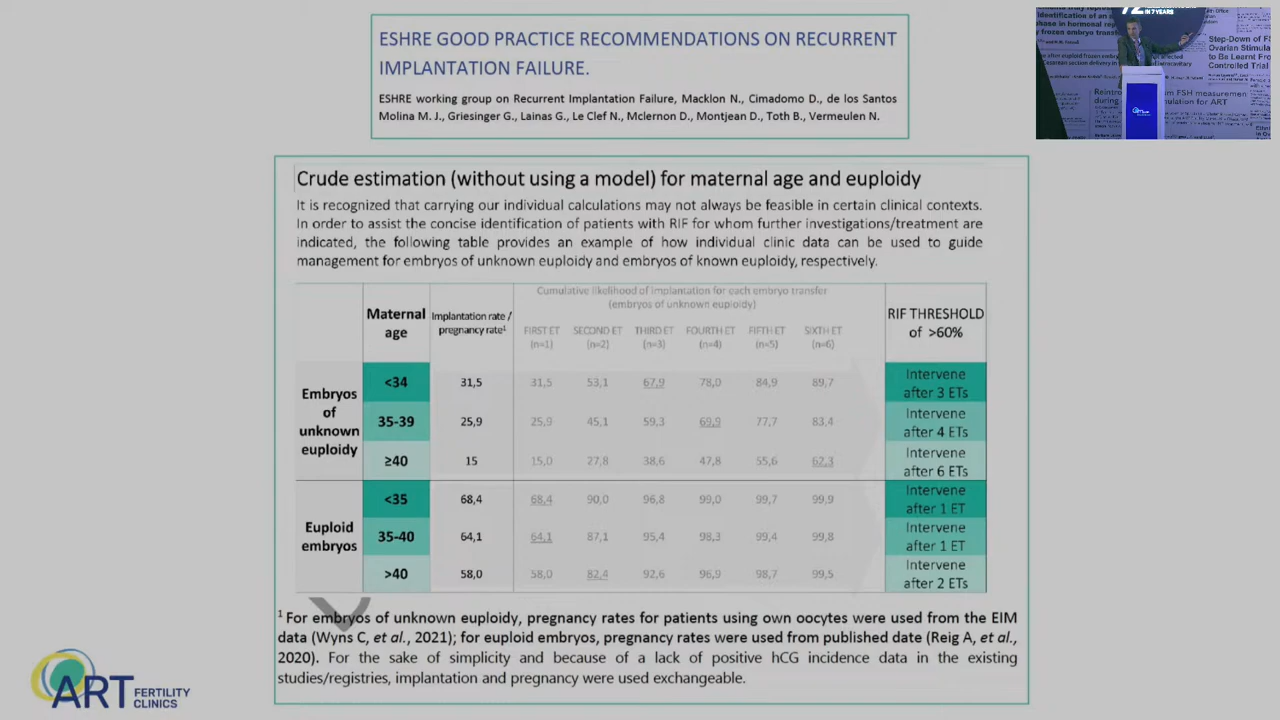 GOOD PRACTICE RECOMMENDATIONS ON RECURRENT
IMPLANTATION FAILURE.
ESHRE working group on Recurrent Implantation Failure, Macklon N., Cimadomo D., de los Santos
M., Griesinger G., Lainas G., Le Clef N., McLernon D., Montjean D., Toth B., Vermeulen N.
Crude estimation (without using a model) for maternal age and euploidy
It is recognized that carrying our individual calculations may not always be feasible in certain clinical contexts.
In order to assist the concise identification of patients with RIF for whom further investigations/treatment are
indicated, the following table provides an example of how individual clinic data can be used to guide
management for embryos of unknown euploidy and embryos of known euploidy, respectively.
Maternal age
Implantation rate / pregnancy rate¹
Cumulative likelihood of implantation for each embryo transfer
(embryos of unknown euploidy)
FIRST ET (n=1) SECOND ET (n=2) THIRD ET (n=3) FOURTH ET (n=4) FIFTH ET (n=5) SIXTH ET (n=6)
RIF THRESHOLD of >60%
Embryos of unknown euploidy
<34 31,5 31,5 53,1 67,9 78,0 84,9 89,7 Intervene after 3 ETs
35-39 25,9 25,9 45,1 59,3 69,9 77,7 83,4 Intervene after 4 ETs
≥40 15 15,0 27,8 38,6 47,8 55,6 62,3 Intervene after 6 ETs
Euploid embryos
<35 68,4 68,4 90,0 96,8 99,0 99,7 99,9 Intervene after 1 ET
35-40 64,1 64,1 87,1 95,4 98,3 99,4 99,8 Intervene after 1 ET
>40 58,0 58,0 82,4 92,6 96,9 98,7 99,5 Intervene after 2 ETs
¹ For embryos of unknown euploidy, pregnancy rates for patients using own oocytes were used from the EIM
data (Wyns C, et al., 2021); for euploid embryos, pregnancy rates were used from published date (Reig A, et al.,
2020). For the sake of simplicity and because of a lack of positive hCG incidence data in the existing
studies/registries, implantation and pregnancy were used exchangeable.
ART FERTILITY CLINICS
IN 7 YEARS
Step-Down of
Ovarian Stimula
to Be Learnt Fro
Controlled Trial